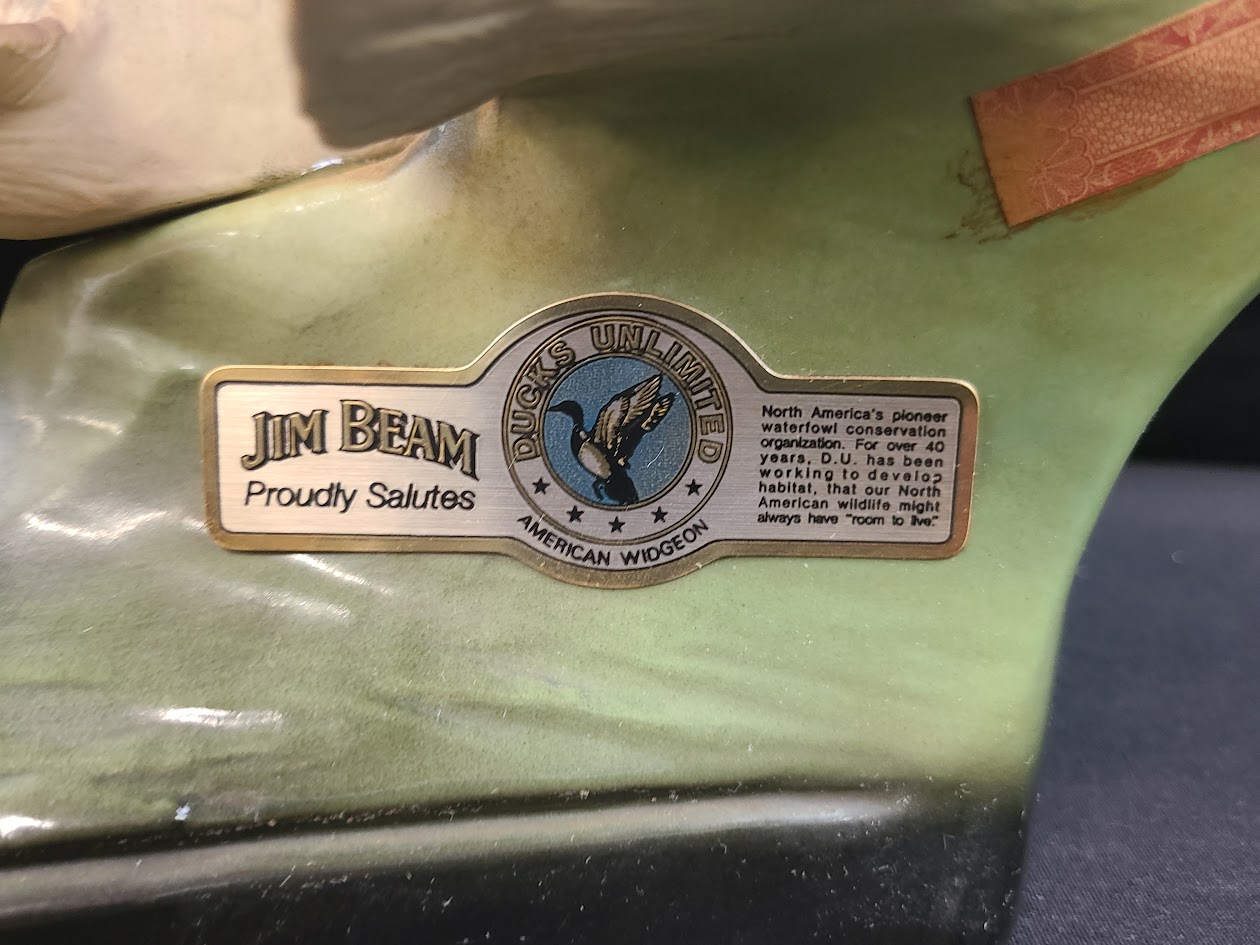 JIM BEAM
Proudly Salutes
DUCKS UNLIMITED
AMERICAN WIDGEON
North America's pioneer
waterfowl conservation
organization. For over 40
years, D.U. has been
working to develop
habitat, that our North
American wildlife might
always have "room to live."